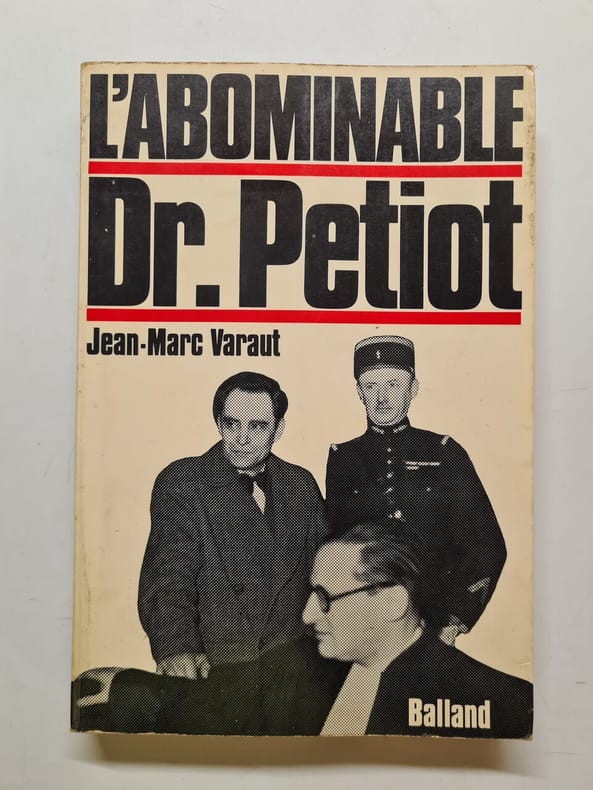 L'ABOMINABLE
Dr. Petiot
Jean-Marc Varaut
Balland